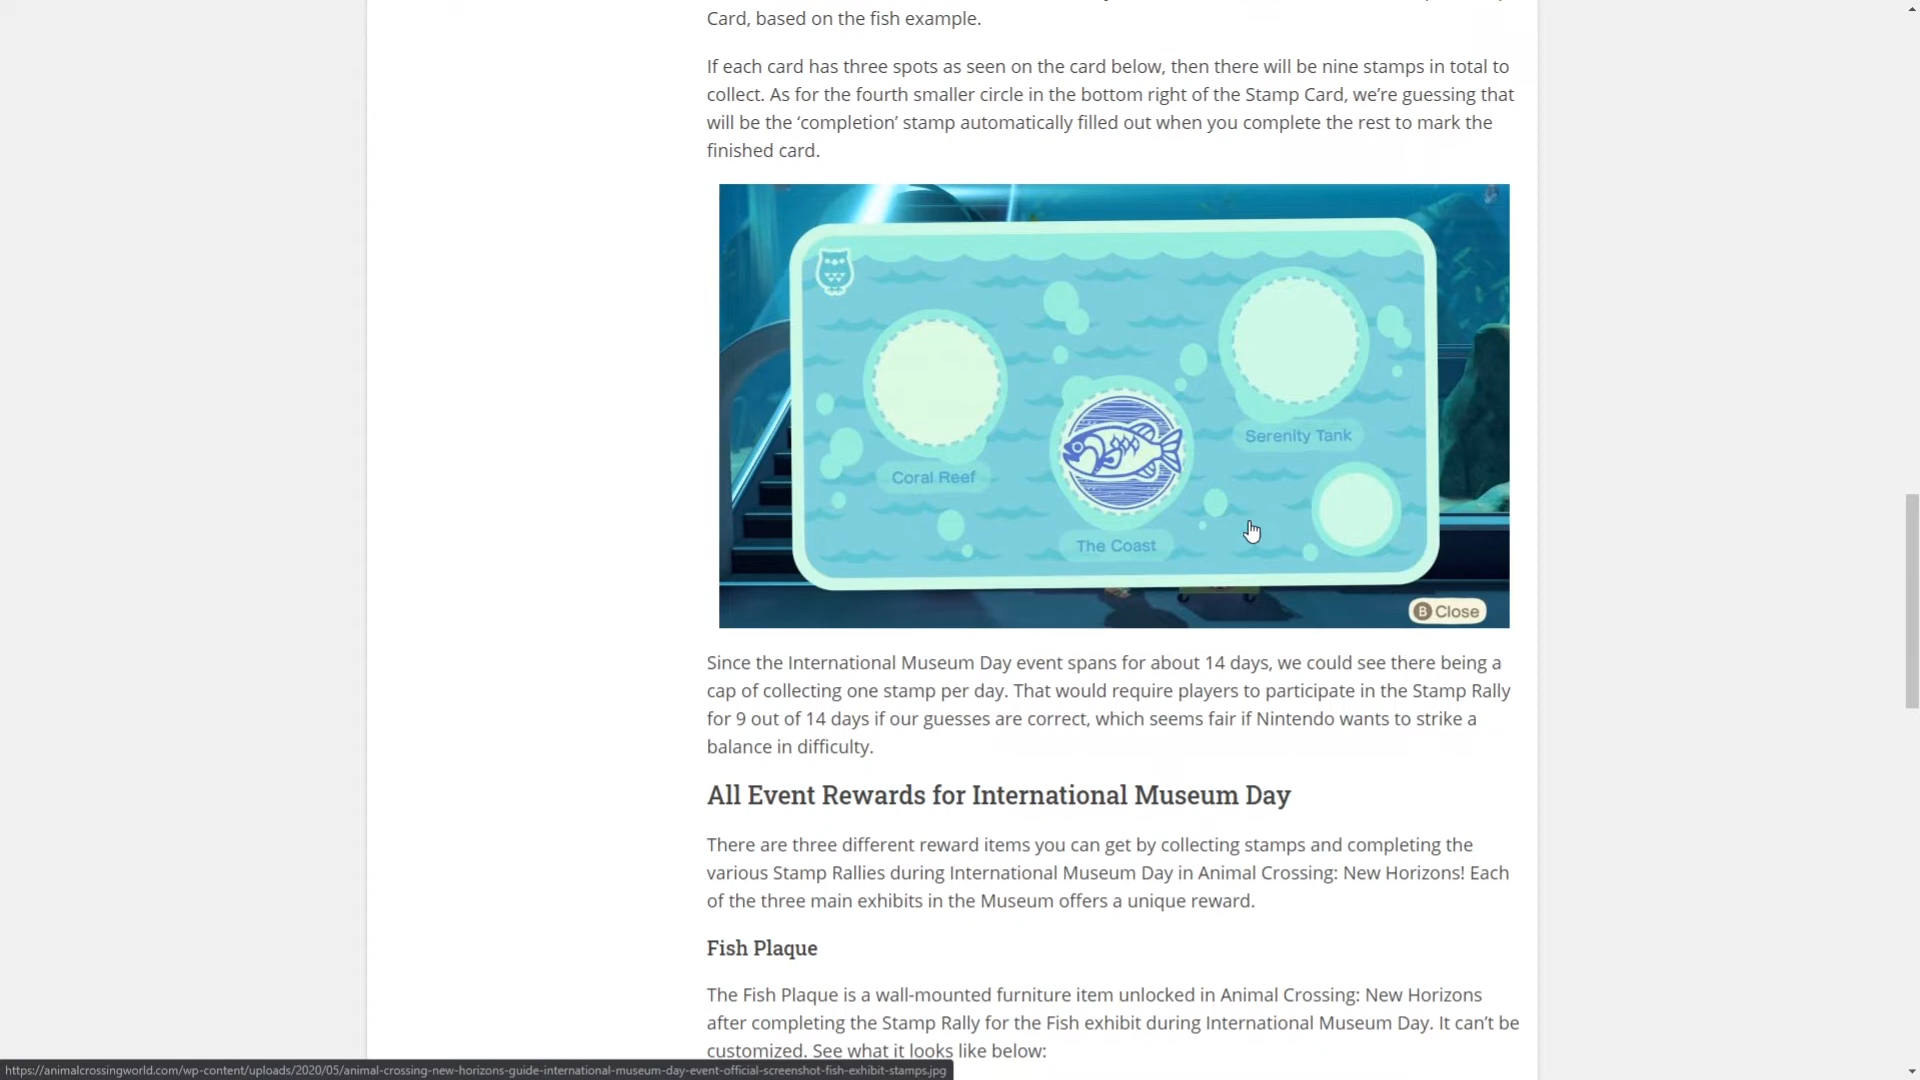 Card, based on the fish example.
If each card has three spots as seen on the card below, then there will be nine stamps in total to
collect. As for the fourth smaller circle in the bottom right of the Stamp Card, we’re guessing that
will be the ‘completion’ stamp automatically filled out when you complete the rest to mark the
finished card.
Serenity Tank
Coral Reef
The Coast
B Close
Since the International Museum Day event spans for about 14 days, we could see there being a
cap of collecting one stamp per day. That would require players to participate in the Stamp Rally
for 9 out of 14 days if our guesses are correct, which seems fair if Nintendo wants to strike a
balance in difficulty.
All Event Rewards for International Museum Day
There are three different reward items you can get by collecting stamps and completing the
various Stamp Rallies during International Museum Day in Animal Crossing: New Horizons! Each
of the three main exhibits in the Museum offers a unique reward.
Fish Plaque
The Fish Plaque is a wall-mounted furniture item unlocked in Animal Crossing: New Horizons
after completing the Stamp Rally for the Fish exhibit during International Museum Day. It can’t be
customized. See what it looks like below:
https://animalcrossingworld.com/wp-content/uploads/2020/05/animal-crossing-new-horizons-guide-international-museum-day-event-official-screenshot-fish-exhibit-stamps.jpg